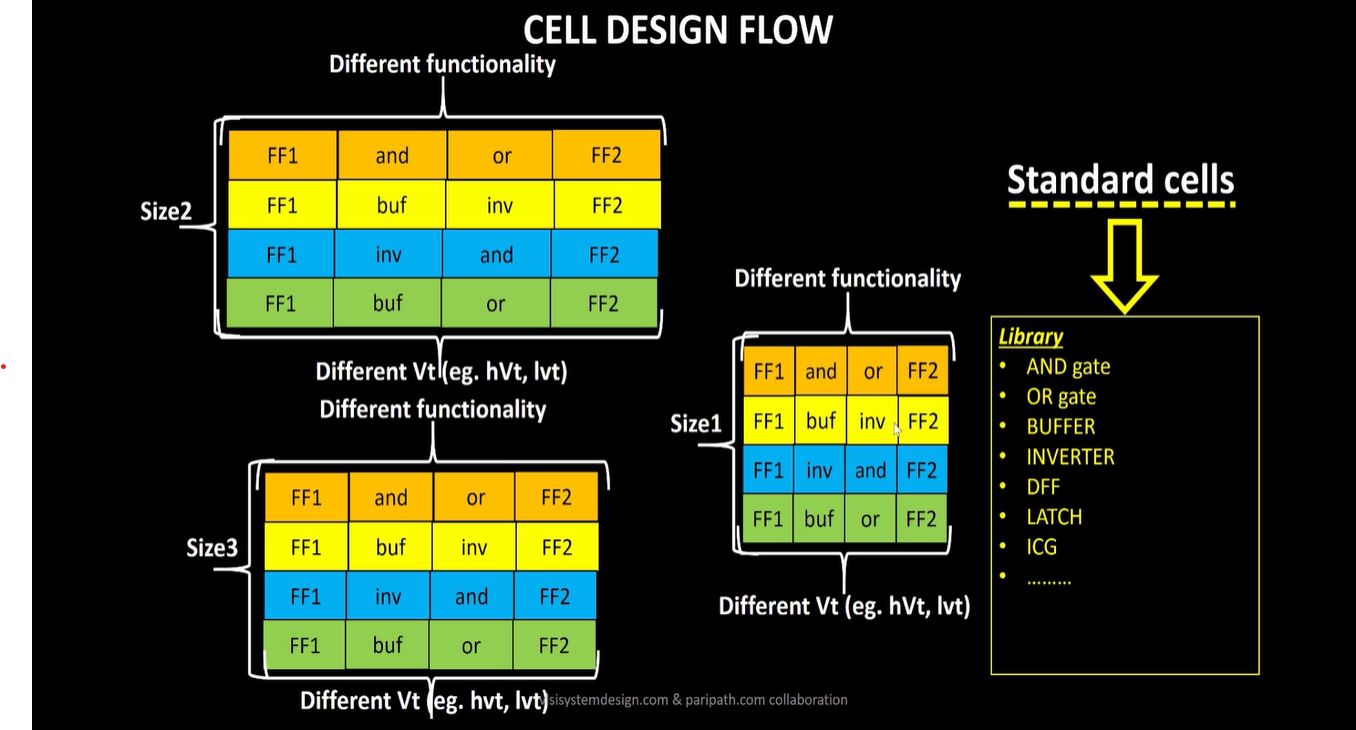 CELL DESIGN FLOW
Different functionality
Size2
FF1 and or FF2
FF1 buf inv FF2
FF1 inv and FF2
FF1 buf or FF2
Different Vt (eg. hVt, lvt)
Different functionality
Size3
FF1 and or FF2
FF1 buf inv FF2
FF1 inv and FF2
FF1 buf or FF2
Different Vt (eg. hvt, lvt)
Different functionality
Size1
FF1 and or FF2
FF1 buf inv FF2
FF1 inv and FF2
FF1 buf or FF2
Different Vt (eg. hVt, lvt)
Standard cells
Library
• AND gate
• OR gate
• BUFFER
• INVERTER
• DFF
• LATCH
• ICG
• .........
sisystemdesign.com & paripath.com collaboration